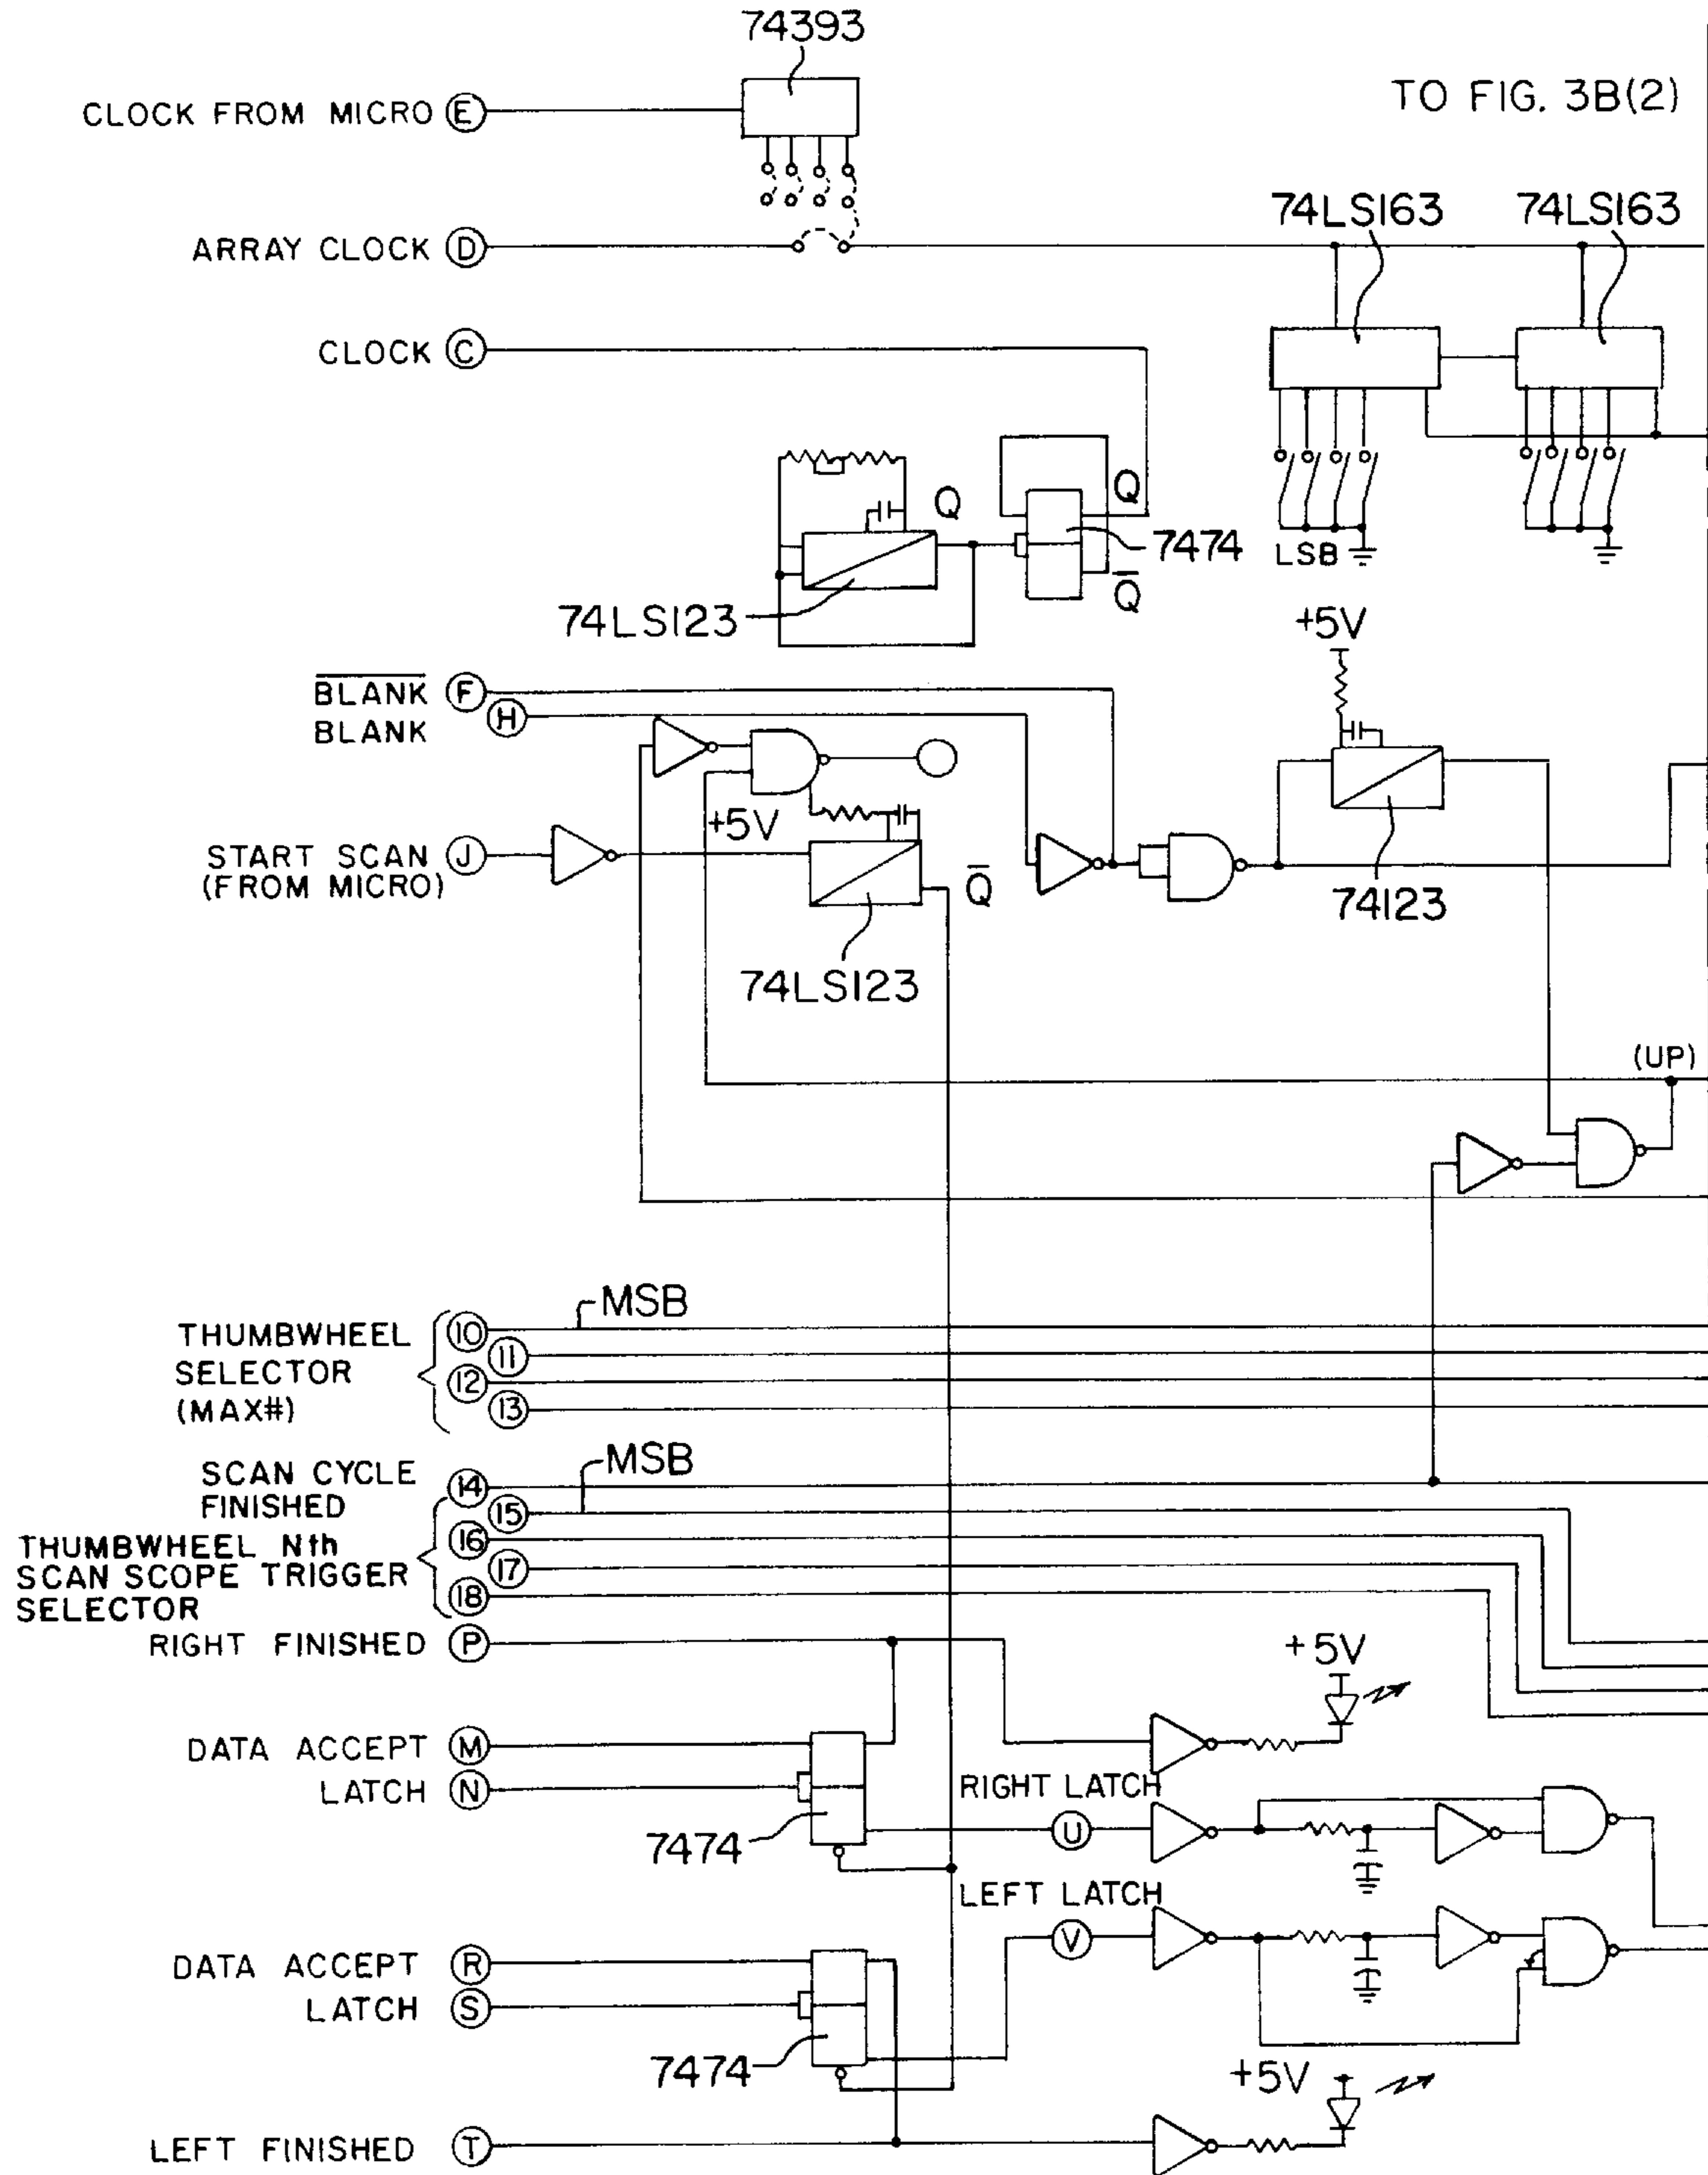 74393
CLOCK FROM MICRO E
TO FIG. 3B(2)
74LS163 74LS163
ARRAY CLOCK D
CLOCK C
Q Q
7474
LSB
Q̅
74LS123
+5V
B̅L̅A̅N̅K̅ F
H
BLANK
+5V
START SCAN J
(FROM MICRO)
Q̅
74123
74LS123
(UP)
MSB
THUMBWHEEL 10
SELECTOR 11
12
(MAX#) 13
MSB
SCAN CYCLE 14
FINISHED 15
THUMBWHEEL Nth 16
SCAN SCOPE TRIGGER 17
SELECTOR 18
RIGHT FINISHED P
+5V
DATA ACCEPT M
LATCH N
RIGHT LATCH
U
7474
LEFT LATCH
V
DATA ACCEPT R
LATCH S
7474
+5V
LEFT FINISHED T